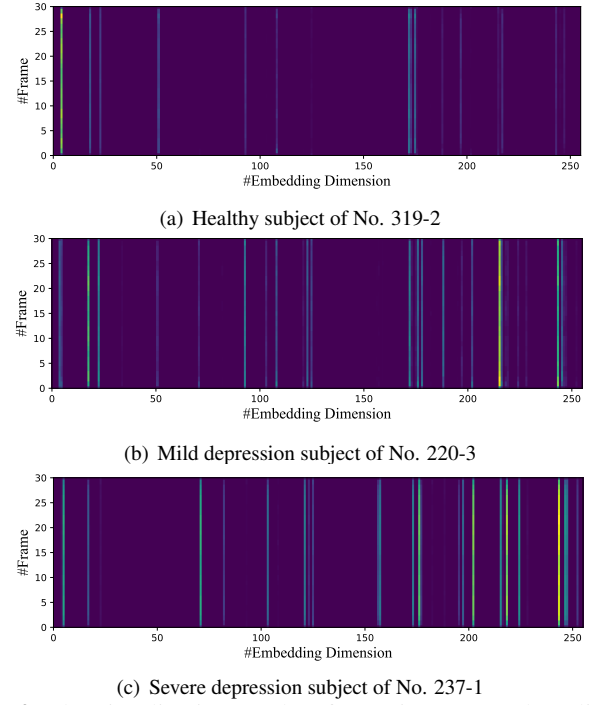 30
25
20
15
10
5
0
#Frame
0 50 100 150 200 250
#Embedding Dimension
(a) Healthy subject of No. 319-2
30
25
20
15
10
5
0
#Frame
0 50 100 150 200 250
#Embedding Dimension
(b) Mild depression subject of No. 220-3
30
25
20
15
10
5
0
#Frame
0 50 100 150 200 250
#Embedding Dimension
(c) Severe depression subject of No. 237-1